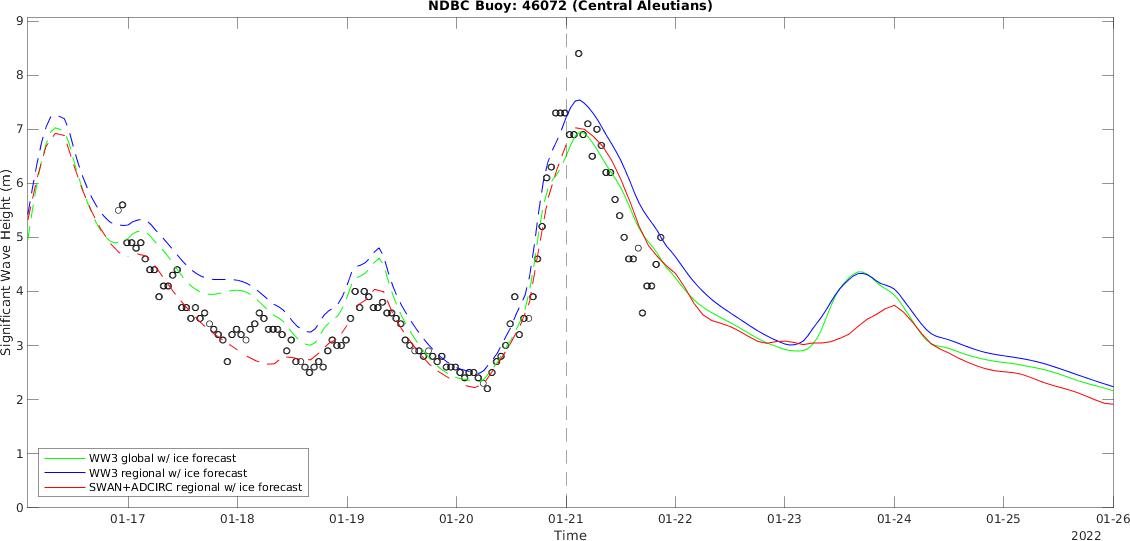 NDBC Buoy: 46072 (Central Aleutians)
Significant Wave Height (m)
9
8
7
6
5
4
3
2
1
0
WW3 global w/ ice forecast
WW3 regional w/ ice forecast
SWAN+ADCIRC regional w/ ice forecast
01-17 01-18 01-19 01-20 01-21 01-22 01-23 01-24 01-25 01-26
Time
2022